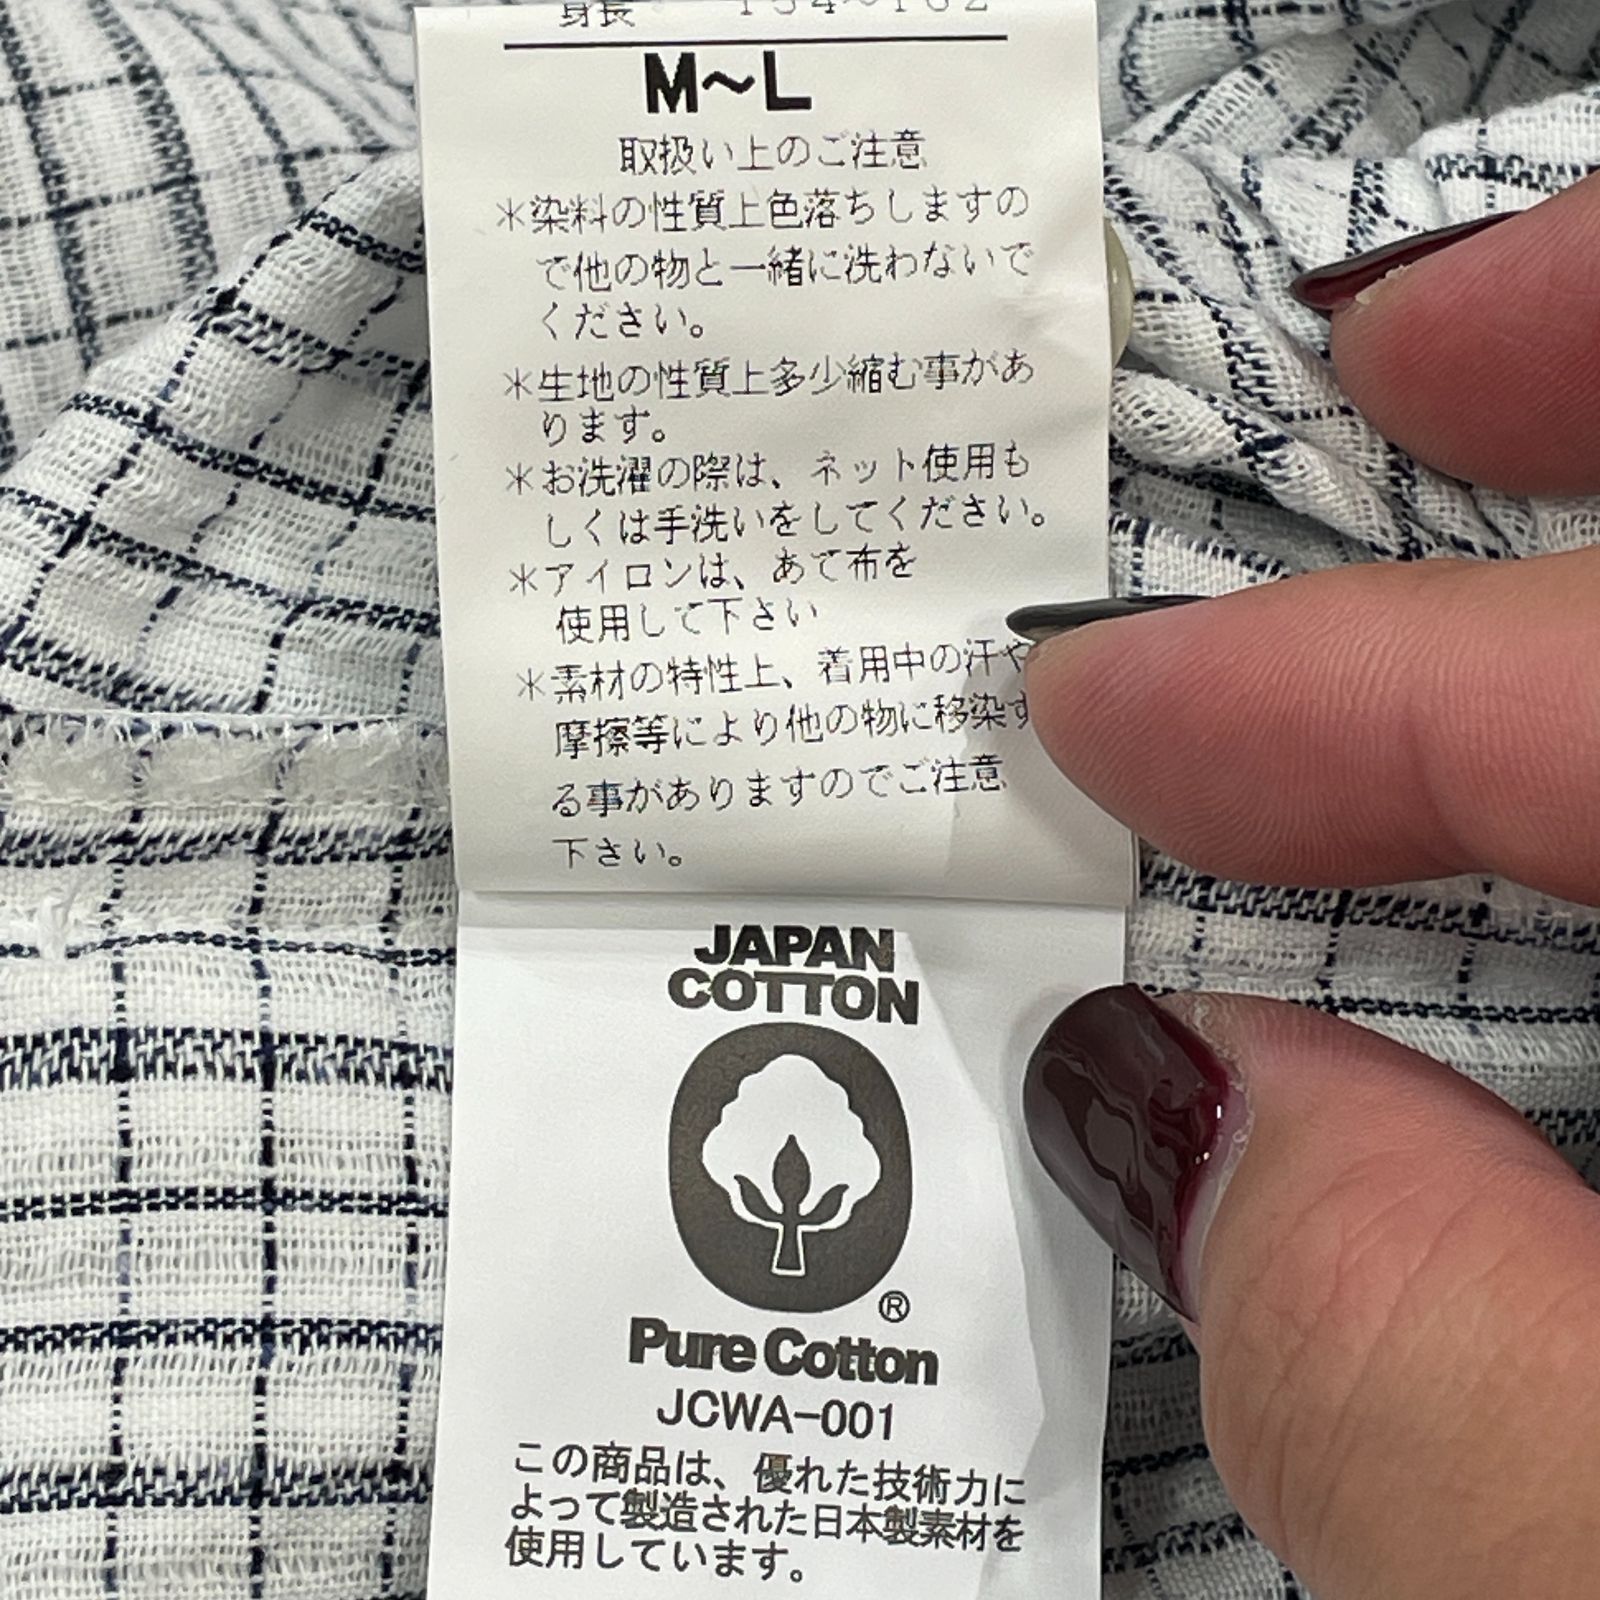 身長 154~162
M~L
取扱い上のご注意
*染料の性質上色落ちしますの
で他の物と一緒に洗わないで
ください。
*生地の性質上多少縮む事があ
ります。
*お洗濯の際は、ネット使用も
しくは手洗いをしてください。
*アイロンは、あて布を
使用して下さい
*素材の特性上、着用中の汗や
摩擦等により他の物に移染す
る事がありますのでご注意
下さい。
JAPAN
COTTON
®
Pure Cotton
JCWA-001
この商品は、優れた技術力に
よって製造された日本製素材を
使用しています。